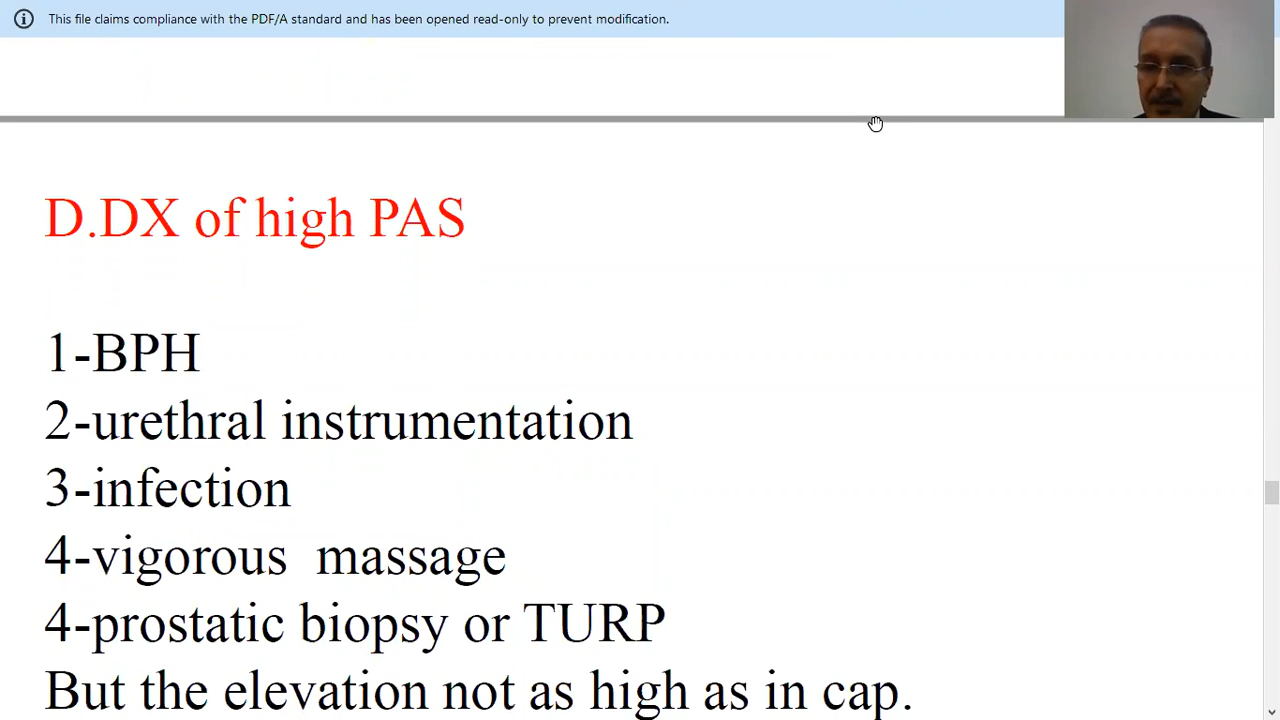 This file claims compliance with the PDF/A standard and has been opened read-only to prevent modification.
D.DX of high PAS
1-BPH
2-urethral instrumentation
3-infection
4-vigorous  massage
4-prostatic biopsy or TURP
But the elevation not as high as in cap.